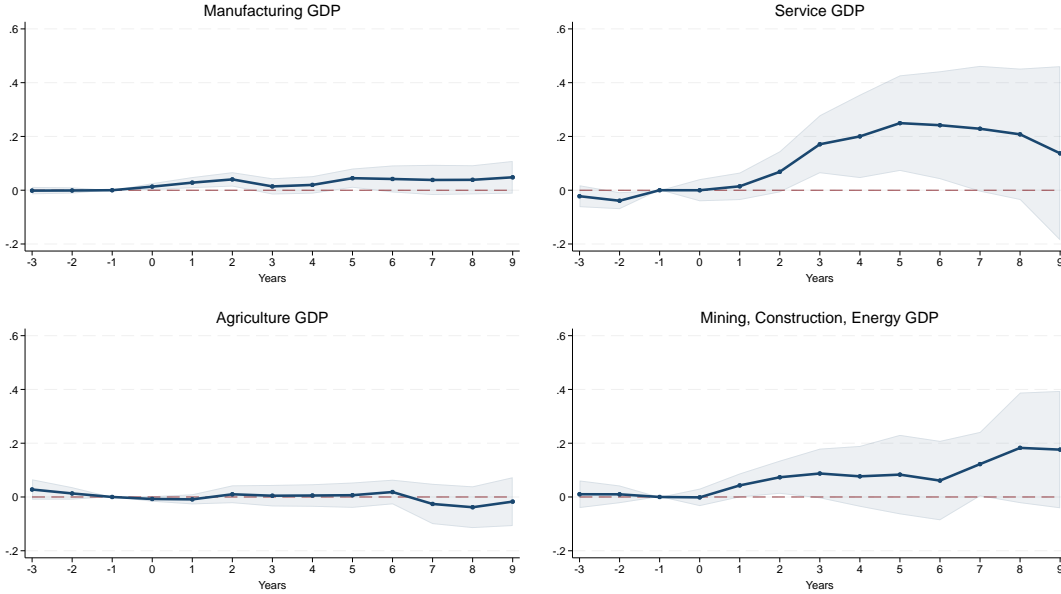 Manufacturing GDP
.6
.4
.2
0
-.2
-3 -2 -1 0 1 2 3 4 5 6 7 8 9
Years
Service GDP
.6
.4
.2
0
-.2
-3 -2 -1 0 1 2 3 4 5 6 7 8 9
Years
Agriculture GDP
.6
.4
.2
0
-.2
-3 -2 -1 0 1 2 3 4 5 6 7 8 9
Years
Mining, Construction, Energy GDP
.6
.4
.2
0
-.2
-3 -2 -1 0 1 2 3 4 5 6 7 8 9
Years